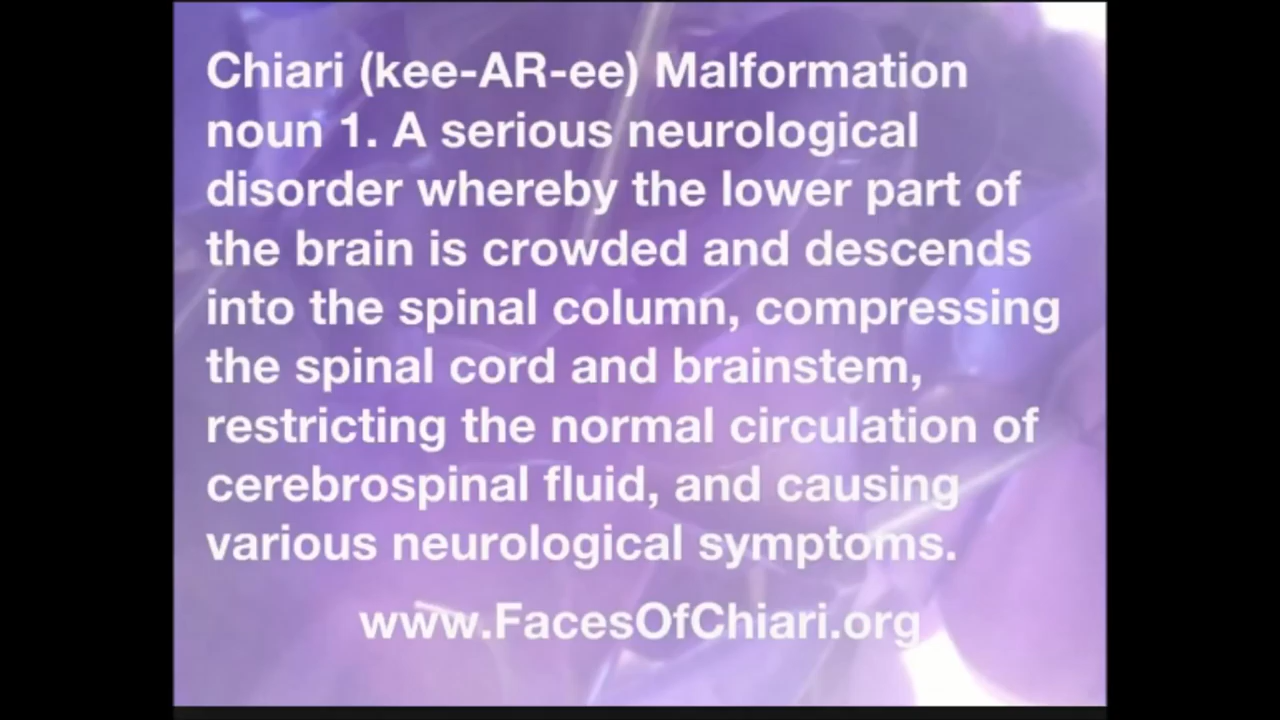 Chiari (kee-AR-ee) Malformation
noun 1. A serious neurological
disorder whereby the lower part of
the brain is crowded and descends
into the spinal column, compressing
the spinal cord and brainstem,
restricting the normal circulation of
cerebrospinal fluid, and causing
various neurological symptoms.
www.FacesOfChiari.org